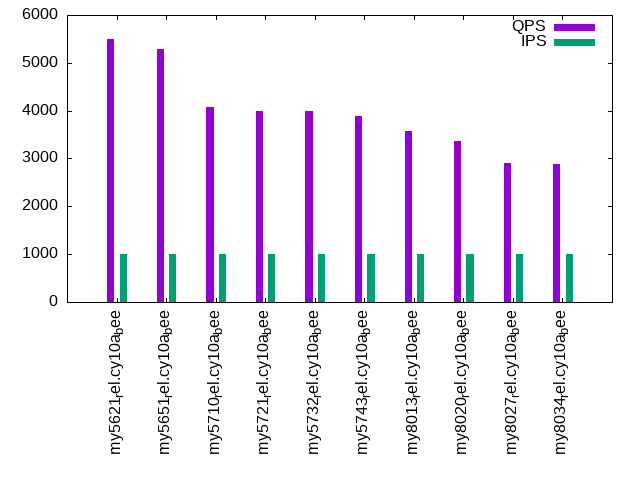 6000
5000
4000
3000
2000
1000
0
QPS
IPS
my5621_rel.cy10a_bee
my5651_rel.cy10a_bee
my5710_rel.cy10a_bee
my5721_rel.cy10a_bee
my5732_rel.cy10a_bee
my5743_rel.cy10a_bee
my8013_rel.cy10a_bee
my8020_rel.cy10a_bee
my8027_rel.cy10a_bee
my8034_rel.cy10a_bee